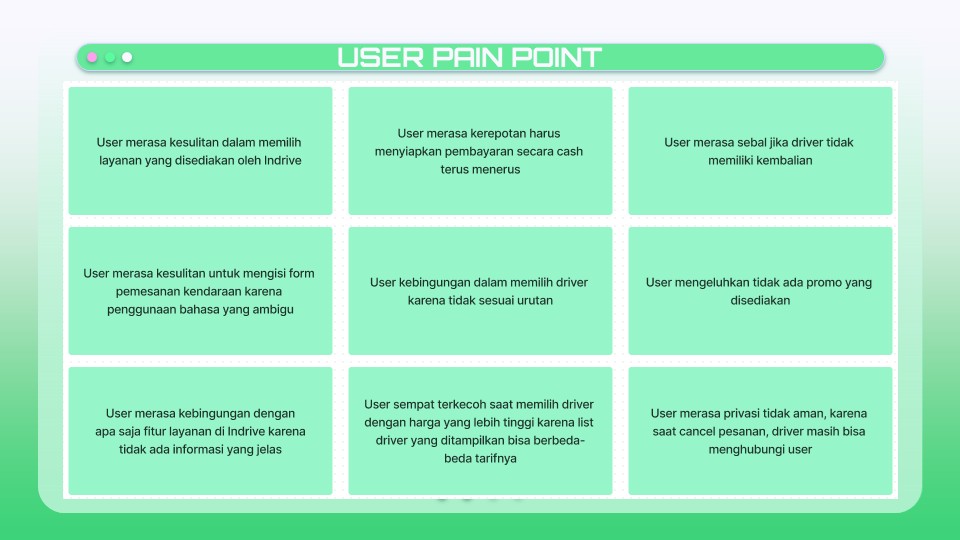 USER PAIN POINT
User merasa kesulitan dalam memilih
layanan yang disediakan oleh Indrive
User merasa kerepotan harus
menyiapkan pembayaran secara cash
terus menerus
User merasa sebal jika driver tidak
memiliki kembalian
User merasa kesulitan untuk mengisi form
pemesanan kendaraan karena
penggunaan bahasa yang ambigu
User kebingungan dalam memilih driver
karena tidak sesuai urutan
User mengeluhkan tidak ada promo yang
disediakan
User merasa kebingungan dengan
apa saja fitur layanan di Indrive karena
tidak ada informasi yang jelas
User sempat terkecoh saat memilih driver
dengan harga yang lebih tinggi karena list
driver yang ditampilkan bisa berbeda-
beda tarifnya
User merasa privasi tidak aman, karena
saat cancel pesanan, driver masih bisa
menghubungi user